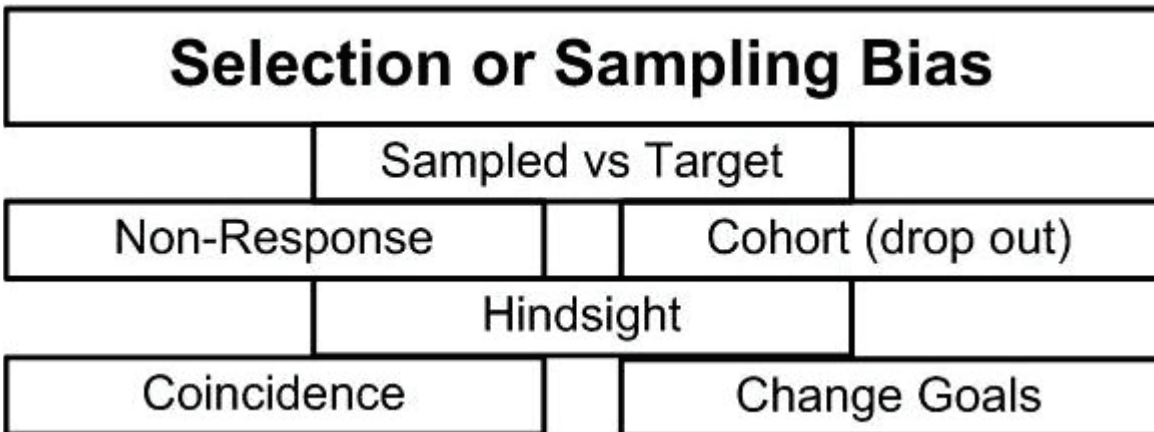 Selection or Sampling Bias
Sampled vs Target
Non-Response
Cohort (drop out)
Hindsight
Coincidence
Change Goals